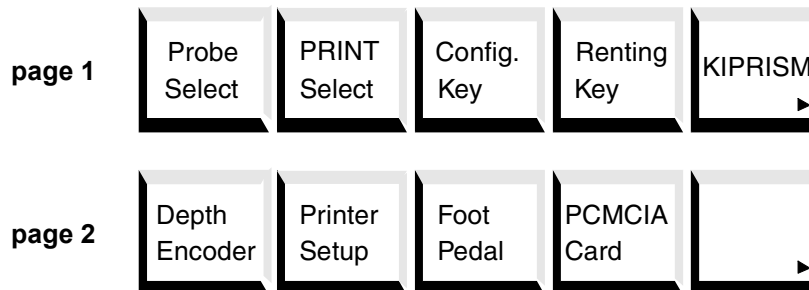 page 1
Probe
Select
PRINT
Select
Config.
Key
Renting
Key
KIPRISM
page 2
Depth
Encoder
Printer
Setup
Foot
Pedal
PCMCIA
Card